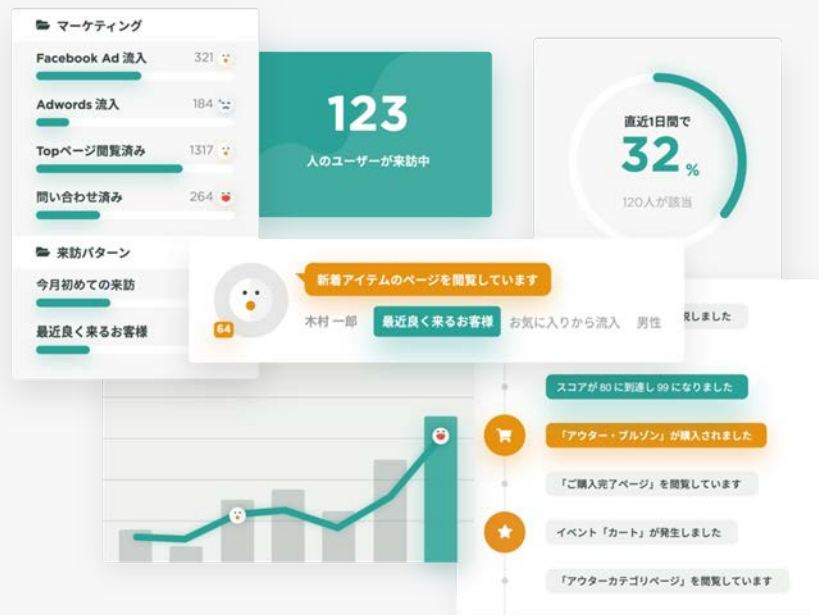 マーケティング
Facebook Ad 流入 321
Adwords 流入 184
Topページ閲覧済み 1317
問い合わせ済み 264
来訪パターン
今月初めての来訪
最近良く来るお客様
123
人のユーザーが来訪中
直近1日間で
32%
120人が該当
新着アイテムのページを閲覧しています
64
木村 一郎 最近良く来るお客様 お気に入りから流入 男性
しました
スコアが 80 に到達し 99 になりました
「アウター・ブルゾン」が購入されました
「ご購入完了ページ」を閲覧しています
イベント「カート」が発生しました
「アウターカテゴリページ」を閲覧しています